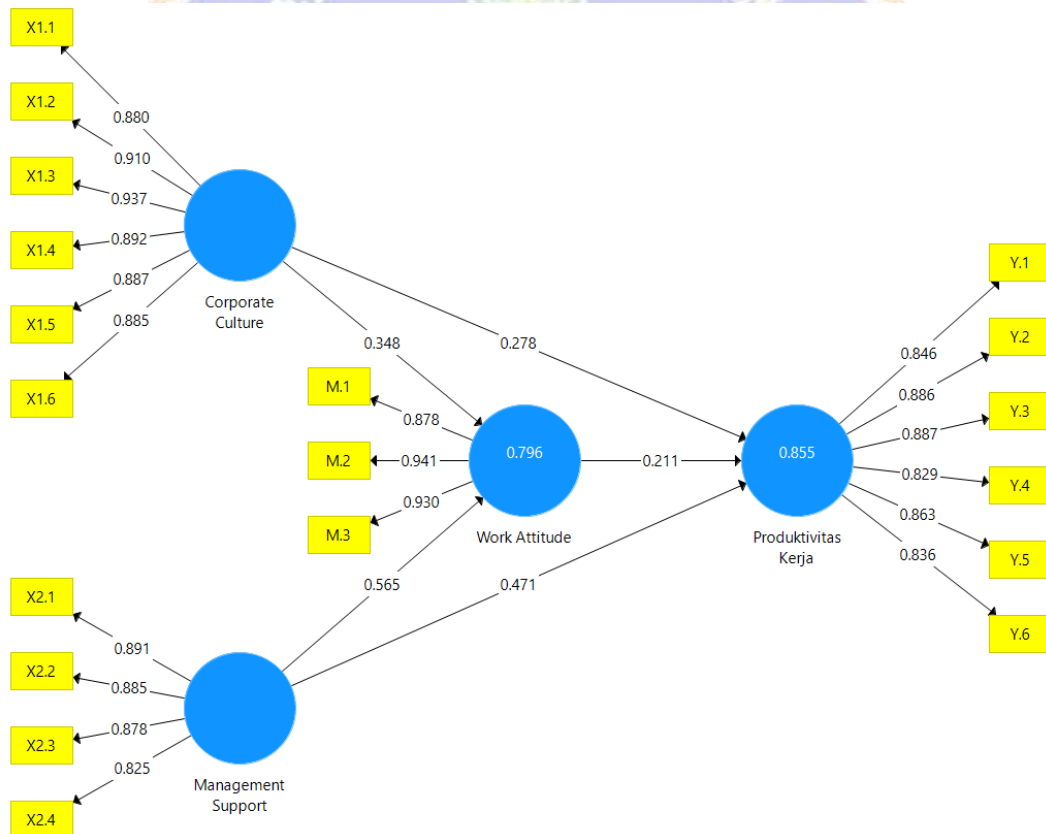 X1.1
X1.2
X1.3
X1.4
X1.5
X1.6
0.880
0.910
0.937
0.892
0.887
0.885
Corporate
Culture
0.348
0.278
M.1
M.2
M.3
0.878
0.941
0.930
0.796
Work Attitude
0.211
0.565
0.471
X2.1
X2.2
X2.3
X2.4
0.891
0.885
0.878
0.825
Management
Support
0.855
Produktivitas
Kerja
0.846
0.886
0.887
0.829
0.863
0.836
Y.1
Y.2
Y.3
Y.4
Y.5
Y.6